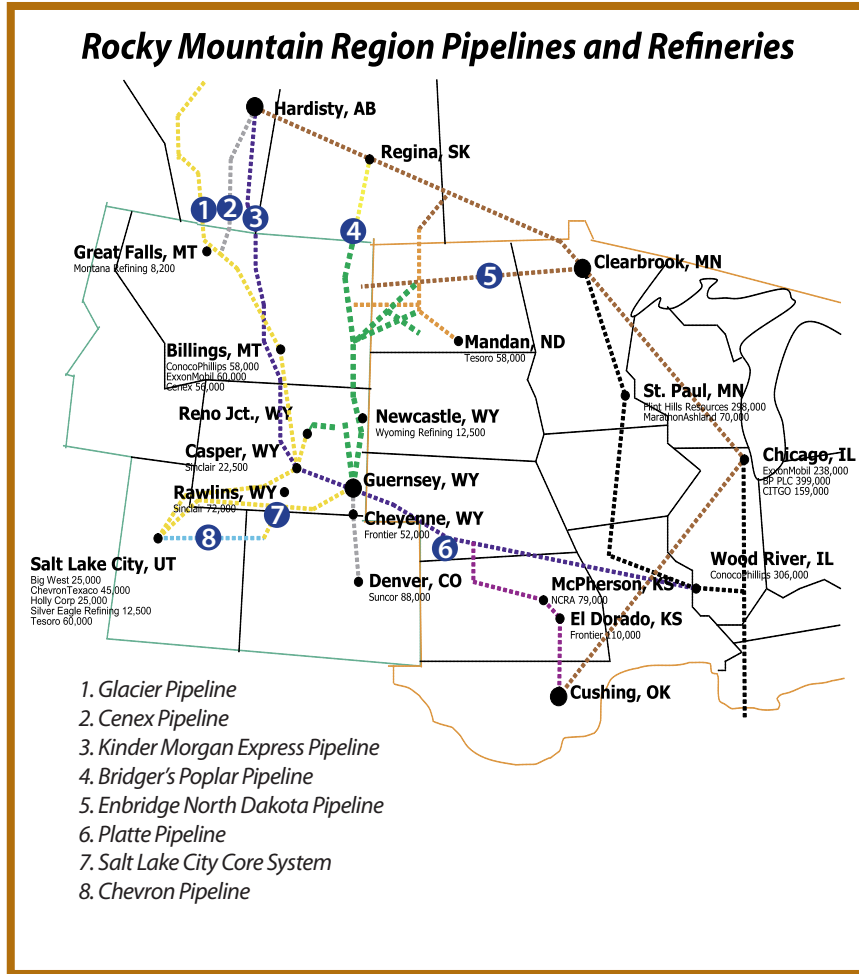 Rocky Mountain Region Pipelines and Refineries
Hardisty, AB
Regina, SK
1
2
3
4
Great Falls, MT
Montana Refining 8,200
Clearbrook, MN
5
Mandan, ND
Tesoro 58,000
Billings, MT
ConocoPhillips 58,000
ExxonMobil 60,000
Cenex 56,000
St. Paul, MN
Flint Hills Resources 298,000
MarathonAshland 70,000
Reno Jct., WY
Newcastle, WY
Wyoming Refining 12,500
Casper, WY
Sinclair 22,500
Chicago, IL
ExxonMobil 238,000
BP PLC 399,000
CITGO 159,000
Rawlins, WY
Sinclair 72,000
Guernsey, WY
7
Cheyenne, WY
Frontier 52,000
8
6
Salt Lake City, UT
Big West 25,000
ChevronTexaco 45,000
Holly Corp 25,000
Silver Eagle Refining 12,500
Tesoro 60,000
Denver, CO
Suncor 88,000
McPherson, KS
NCRA 79,000
Wood River, IL
ConocoPhillips 306,000
El Dorado, KS
Frontier 110,000
Cushing, OK
1. Glacier Pipeline
2. Cenex Pipeline
3. Kinder Morgan Express Pipeline
4. Bridger's Poplar Pipeline
5. Enbridge North Dakota Pipeline
6. Platte Pipeline
7. Salt Lake City Core System
8. Chevron Pipeline